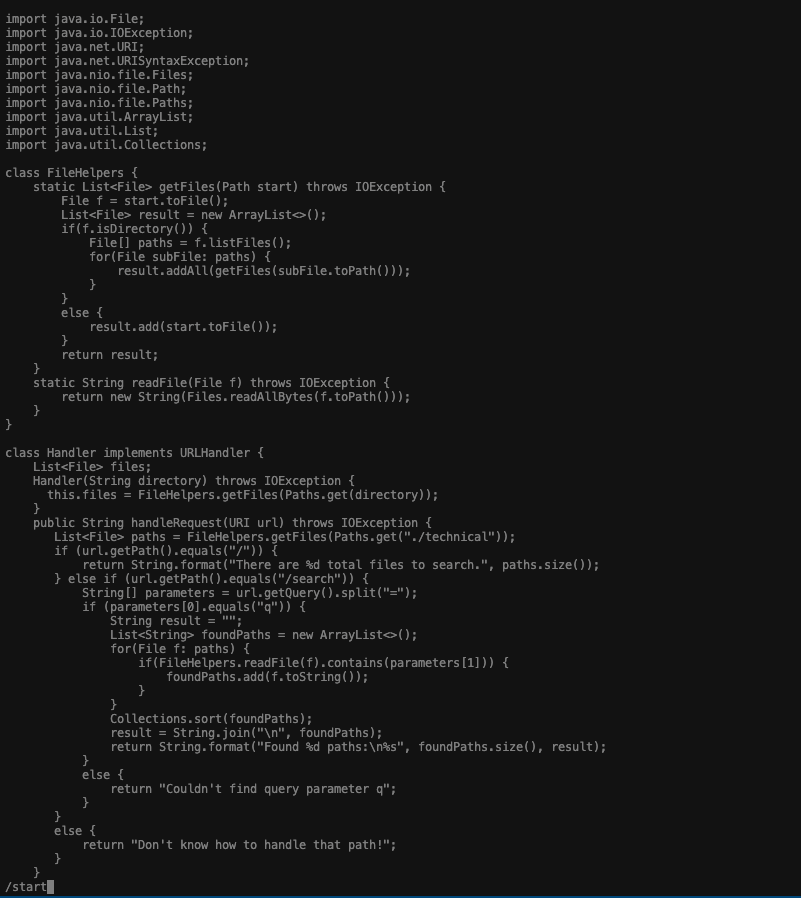 import java.io.File;
import java.io.IOException;
import java.net.URI;
import java.net.URISyntaxException;
import java.nio.file.Files;
import java.nio.file.Path;
import java.nio.file.Paths;
import java.util.ArrayList;
import java.util.List;
import java.util.Collections;

class FileHelpers {
    static List<File> getFiles(Path start) throws IOException {
        File f = start.toFile();
        List<File> result = new ArrayList<>();
        if(f.isDirectory()) {
            File[] paths = f.listFiles();
            for(File subFile: paths) {
                result.addAll(getFiles(subFile.toPath()));
            }
        }
        else {
            result.add(start.toFile());
        }
        return result;
    }
    static String readFile(File f) throws IOException {
        return new String(Files.readAllBytes(f.toPath()));
    }
}

class Handler implements URLHandler {
    List<File> files;
    Handler(String directory) throws IOException {
      this.files = FileHelpers.getFiles(Paths.get(directory));
    }
    public String handleRequest(URI url) throws IOException {
       List<File> paths = FileHelpers.getFiles(Paths.get("./technical"));
       if (url.getPath().equals("/")) {
           return String.format("There are %d total files to search.", paths.size());
       } else if (url.getPath().equals("/search")) {
           String[] parameters = url.getQuery().split("=");
           if (parameters[0].equals("q")) {
               String result = "";
               List<String> foundPaths = new ArrayList<>();
               for(File f: paths) {
                   if(FileHelpers.readFile(f).contains(parameters[1])) {
                       foundPaths.add(f.toString());
                   }
               }
               Collections.sort(foundPaths);
               result = String.join("\n", foundPaths);
               return String.format("Found %d paths:\n%s", foundPaths.size(), result);
           }
           else {
               return "Couldn't find query parameter q";
           }
       }
       else {
           return "Don't know how to handle that path!";
       }
    }
/start